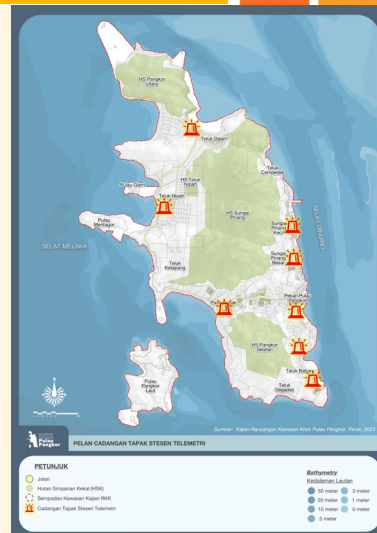 HS Pangkor
Utara
Teluk Dalam
Teluk
Cempedak
HS Teluk
Nipah
Pulau Giam
Teluk Nipah
HS Sungai
Pinang
Pulau
Mentagor
Sungai
Pinang
Kecil
SELAT DINDING
SELAT MELAKA
Sungai
Pinang
Besar
Teluk
Ketapang
Pekan Pulau
Pangkor
HS Pangkor
Selatan
Pulau
Pangkor
Laut
Teluk
Segadas
Sumber: Kajian Rancangan Kawasan Khas Pulau Pangkor, Perak, 2023
Pulau
Pangkor
PELAN CADANGAN TAPAK STESEN TELEMETRI
PETUNJUK
Jalan
Hutan Simpanan Kekal (HSK)
Sempadan Kawasan Kajian RKK
Cadangan Tapak Stesen Telemetri
Bathymetry
Kedalaman Lautan
50 meter 3 meter
20 meter 1 meter
10 meter 0 meter
5 meter